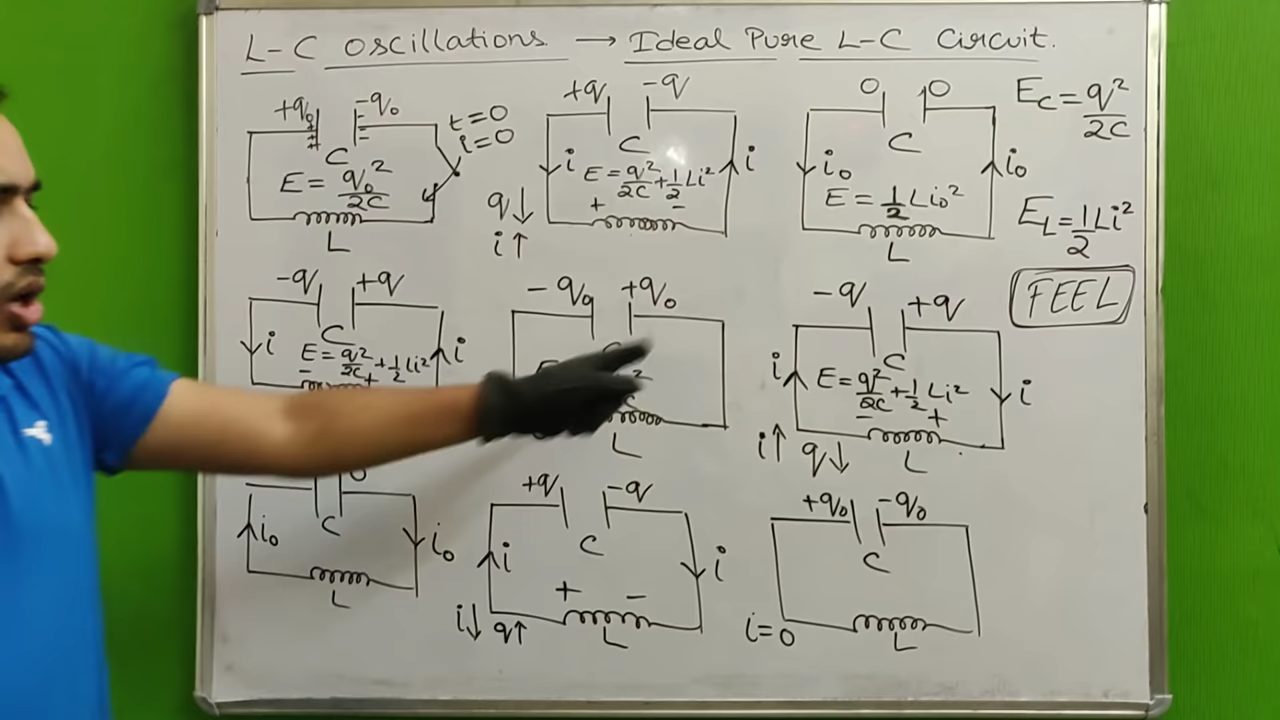 L-C Oscillations → Ideal Pure L-C Circuit.
+q₀ -q₀
t=0
i=0
C
E = q₀²/2C
L
+q -q
C
i i
E = q²/2C + 1/2 Li²
+ -
q↓
i↑
0 0
C
i₀ i₀
E = 1/2 Li₀²
L
E_C = q²/2C
E_L = 1/2 Li²
FEEL
-q +q
C
i i
E = q²/2C + 1/2 Li²
- +
-q₀ +q₀
L
-q +q
C
i i
E = q²/2C + 1/2 Li²
- +
i↑ q↓ L
0
C
i₀ i₀
L
+q -q
C
i i
+ -
i↓ q↑ L
+q₀ -q₀
C
i=0 L